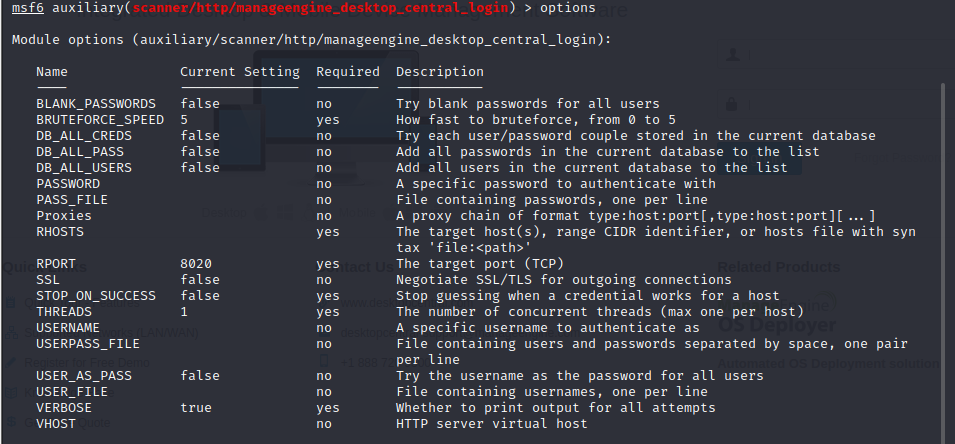 msf6 auxiliary(scanner/http/manageengine_desktop_central_login) > options
Module options (auxiliary/scanner/http/manageengine_desktop_central_login):
Name Current Setting Required Description
BLANK_PASSWORDS false no Try blank passwords for all users
BRUTEFORCE_SPEED 5 yes How fast to bruteforce, from 0 to 5
DB_ALL_CREDS false no Try each user/password couple stored in the current database
DB_ALL_PASS false no Add all passwords in the current database to the list
DB_ALL_USERS false no Add all users in the current database to the list
PASSWORD no A specific password to authenticate with
PASS_FILE no File containing passwords, one per line
Proxies no A proxy chain of format type:host:port[,type:host:port][...]
RHOSTS yes The target host(s), range CIDR identifier, or hosts file with syn
tax 'file:<path>'
RPORT 8020 yes The target port (TCP)
SSL false no Negotiate SSL/TLS for outgoing connections
STOP_ON_SUCCESS false yes Stop guessing when a credential works for a host
THREADS 1 yes The number of concurrent threads (max one per host)
USERNAME no A specific username to authenticate as
USERPASS_FILE no File containing users and passwords separated by space, one pair
per line
USER_AS_PASS false no Try the username as the password for all users
USER_FILE no File containing usernames, one per line
VERBOSE true yes Whether to print output for all attempts
VHOST no HTTP server virtual host
Related Products
OS Deployer